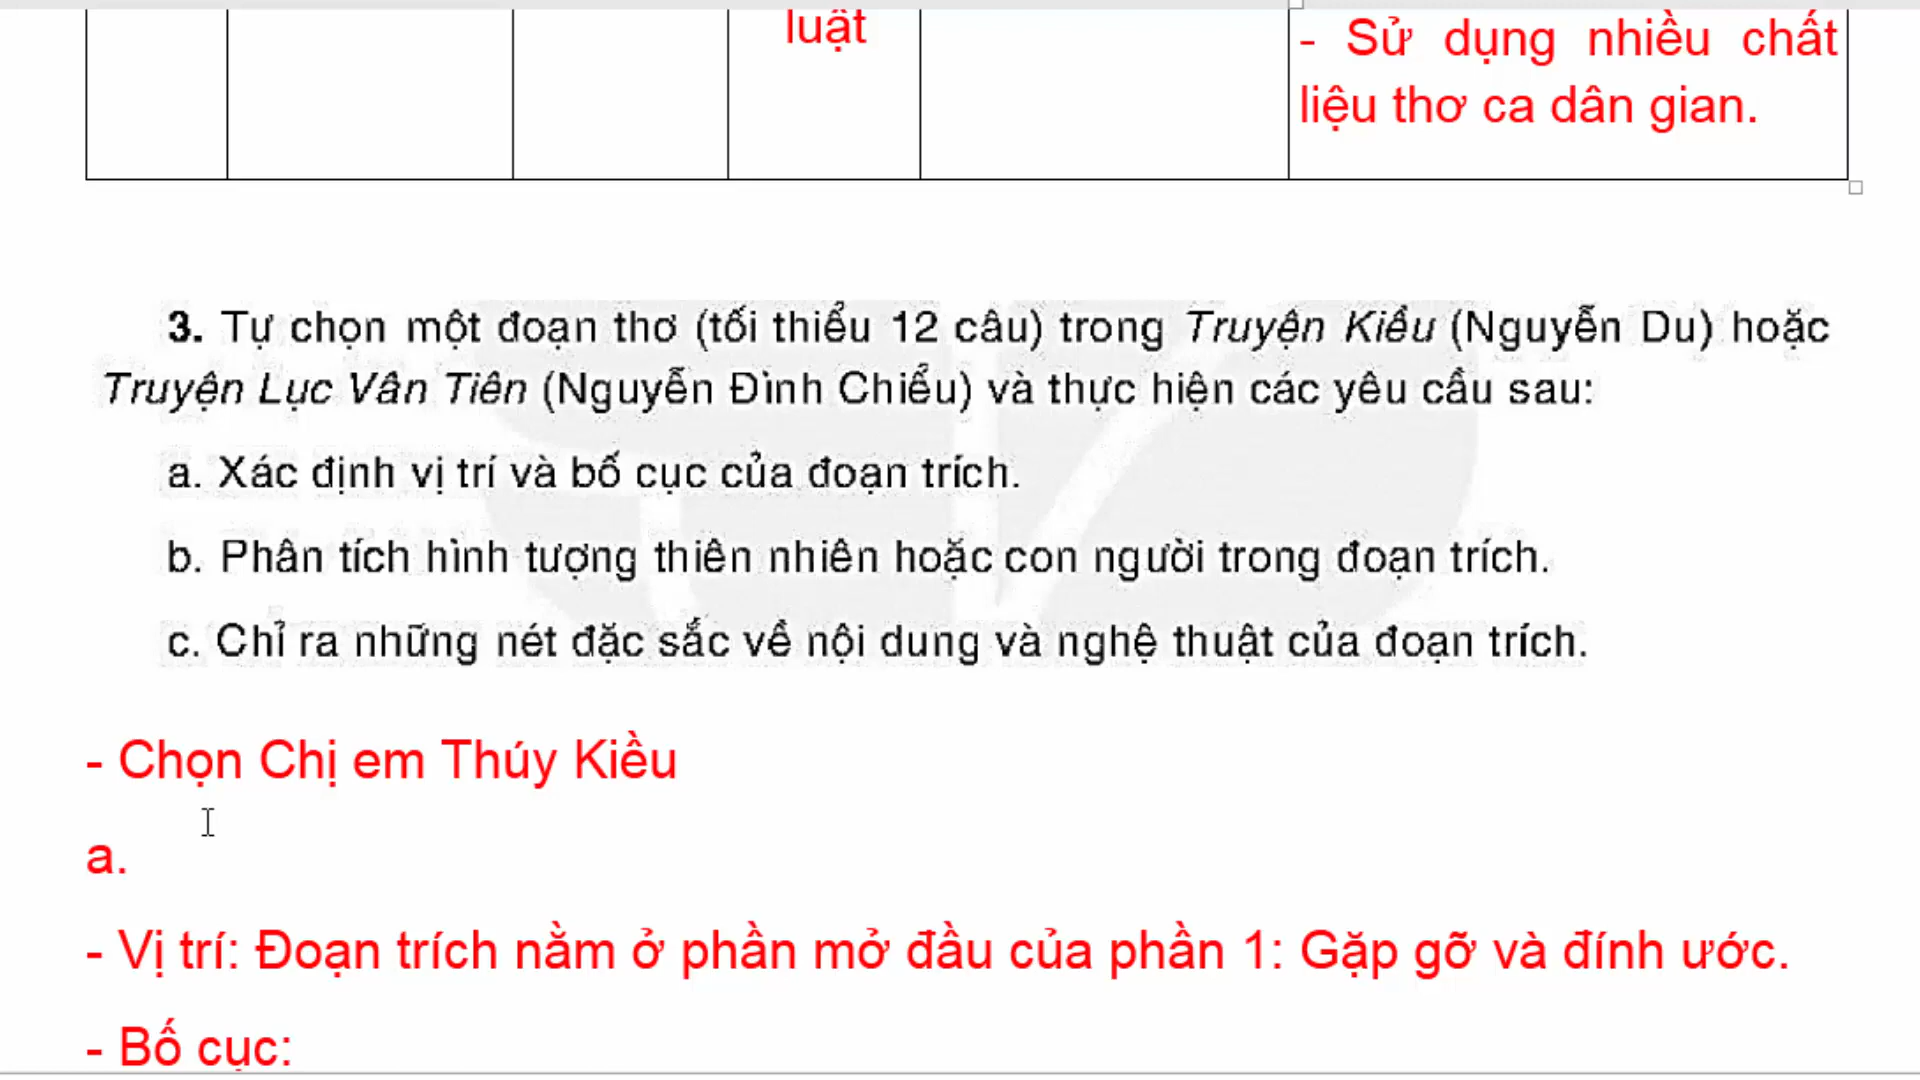 luật
- Sử dụng nhiều chất
liệu thơ ca dân gian.
3. Tự chọn một đoạn thơ (tối thiểu 12 câu) trong Truyện Kiều (Nguyễn Du) hoặc
Truyện Lục Vân Tiên (Nguyễn Đình Chiểu) và thực hiện các yêu cầu sau:
a. Xác định vị trí và bố cục của đoạn trích.
b. Phân tích hình tượng thiên nhiên hoặc con người trong đoạn trích.
c. Chỉ ra những nét đặc sắc về nội dung và nghệ thuật của đoạn trích.
- Chọn Chị em Thúy Kiều
a.
- Vị trí: Đoạn trích nằm ở phần mở đầu của phần 1: Gặp gỡ và đính ước.
- Bố cục: